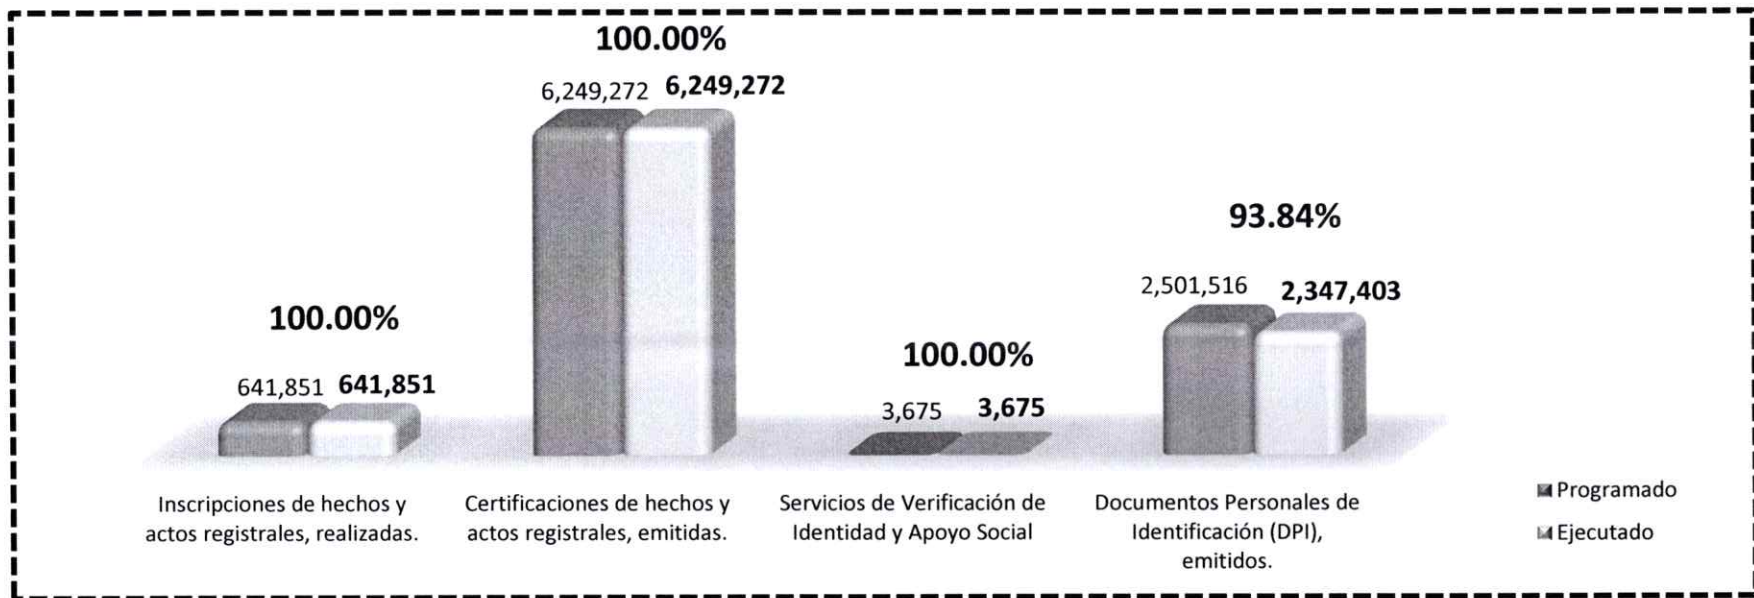 100.00%
6,249,272 6,249,272
93.84%
2,501,516 2,347,403
100.00%
100.00%
641,851 641,851
3,675 3,675
Inscripciones de hechos y
actos registrales, realizadas.
Certificaciones de hechos y
actos registrales, emitidas.
Servicios de Verificación de
Identidad y Apoyo Social
Documentos Personales de
Identificación (DPI),
emitidos.
Programado
Ejecutado